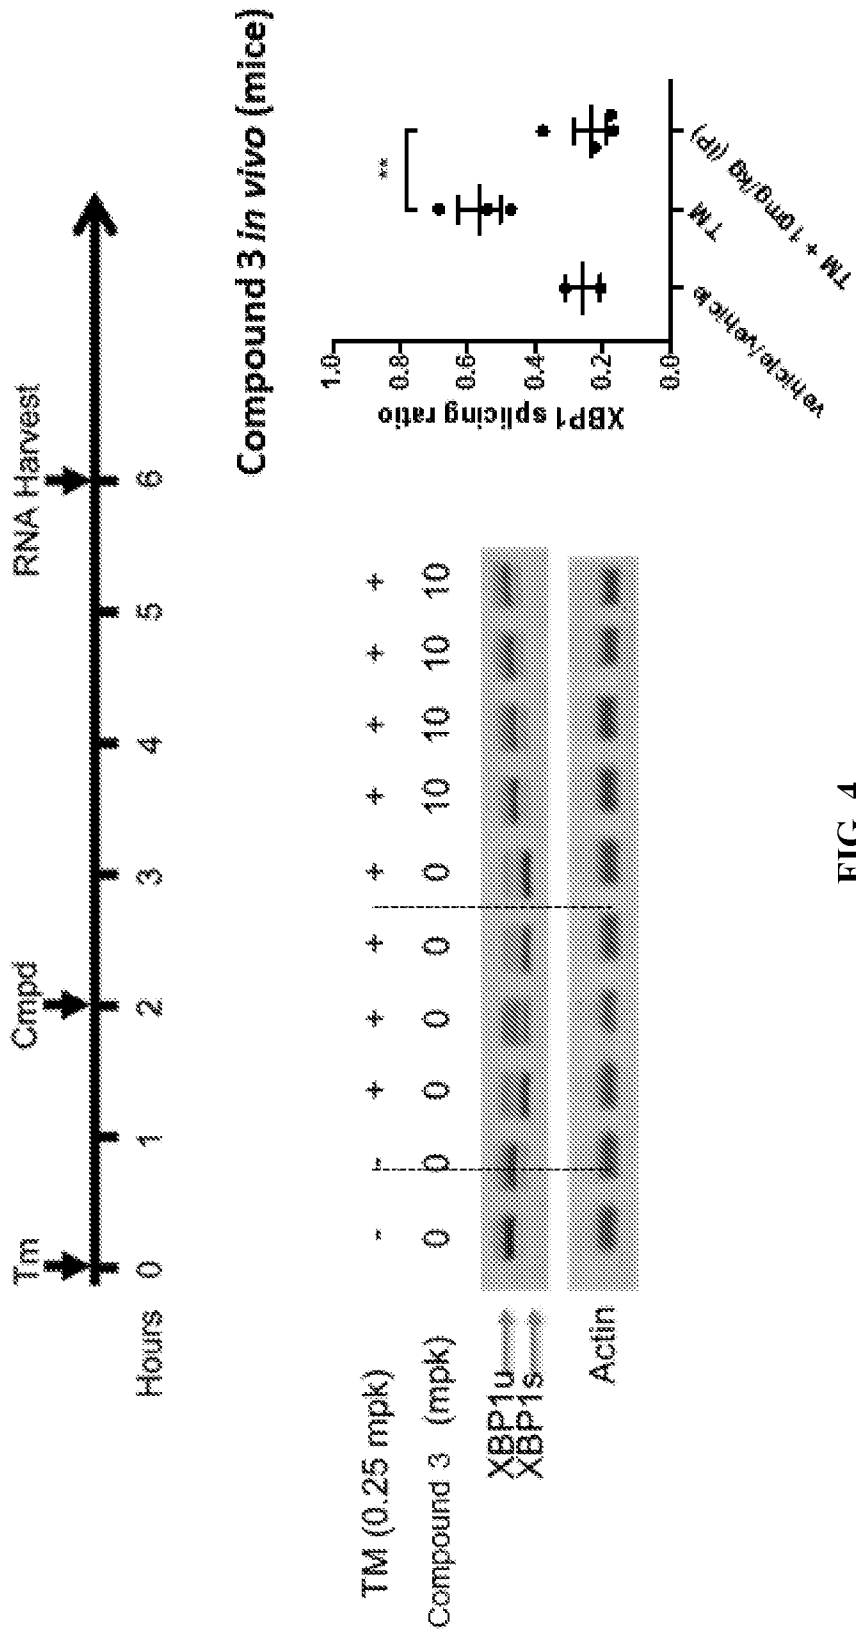 Tm Cmpd RNA Harvest
Hours 0 1 2 3 4 5 6
TM (0.25 mpk) - - + + + + + + + +
Compound 3 (mpk) 0 0 0 0 0 0 10 10 10 10
XBP1u
XBP1s
Actin
Compound 3 in vivo (mice)
**
1.0
0.8
0.6
0.4
0.2
0.0
XBP1 splicing ratio
vehicle/vehicle
TM
TM + 10mg/kg (IP)
FIG. 4